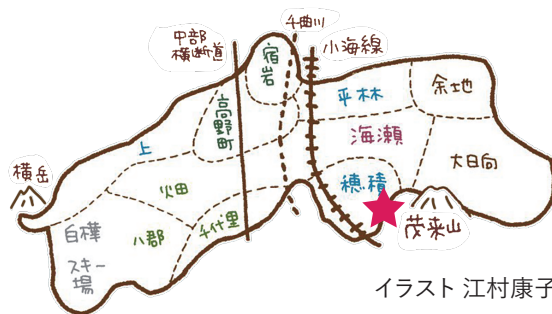 千曲川
中部
横断道
小海線
宿岩
平林
余地
高野町
海瀬
上
大日向
横岳
穂積
火田
茂来山
千代里
八郡
白樺
スキー
場
イラスト 江村康子